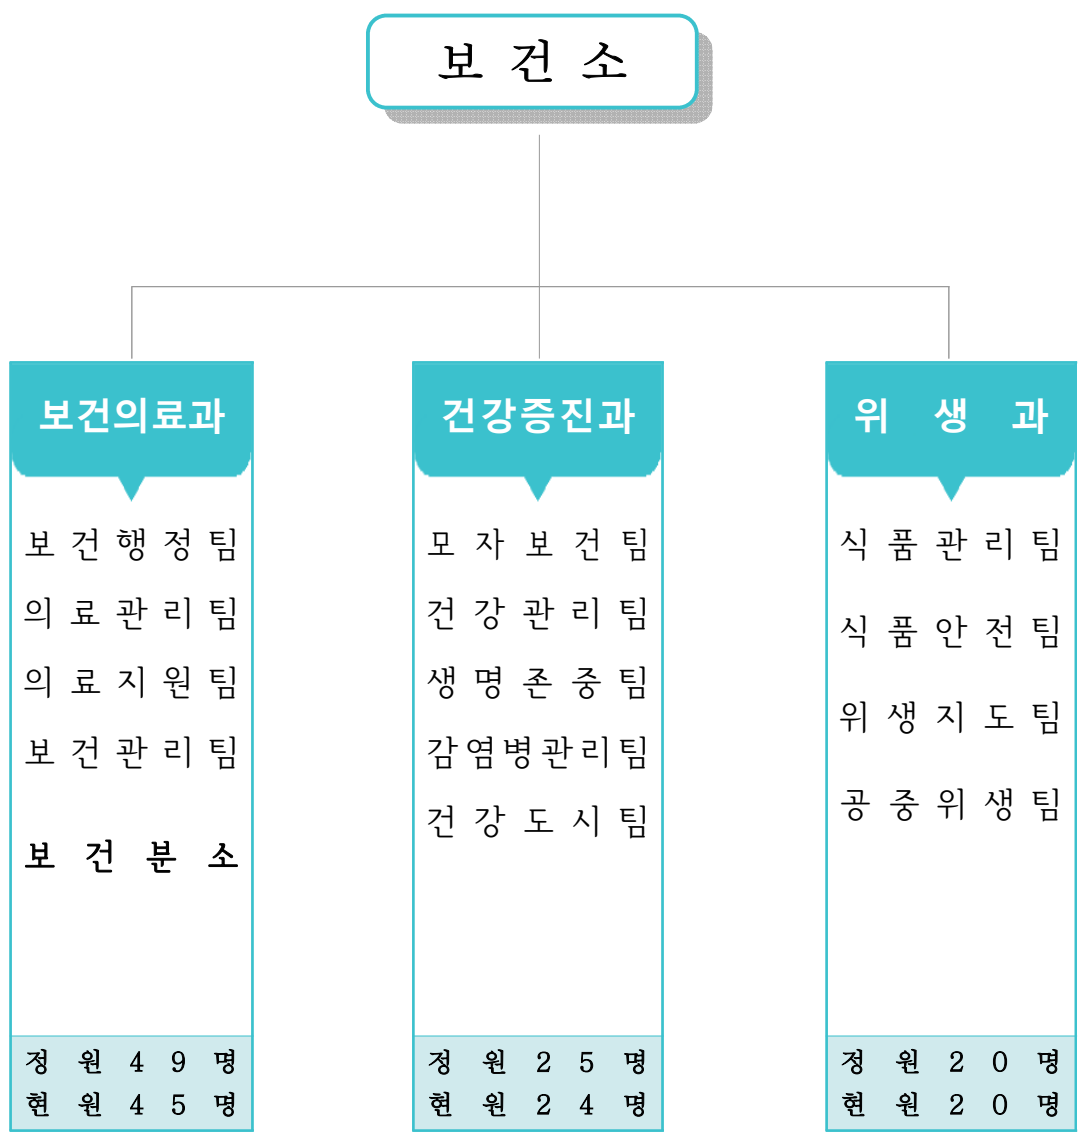 보건소
보건의료과
보건행정팀
의료관리팀
의료지원팀
보건관리팀
보건분소
정원49명
현원45명
건강증진과
모자보건팀
건강관리팀
생명존중팀
감염병관리팀
건강도시팀
정원25명
현원24명
위생과
식품관리팀
식품안전팀
위생지도팀
공중위생팀
정원20명
현원20명